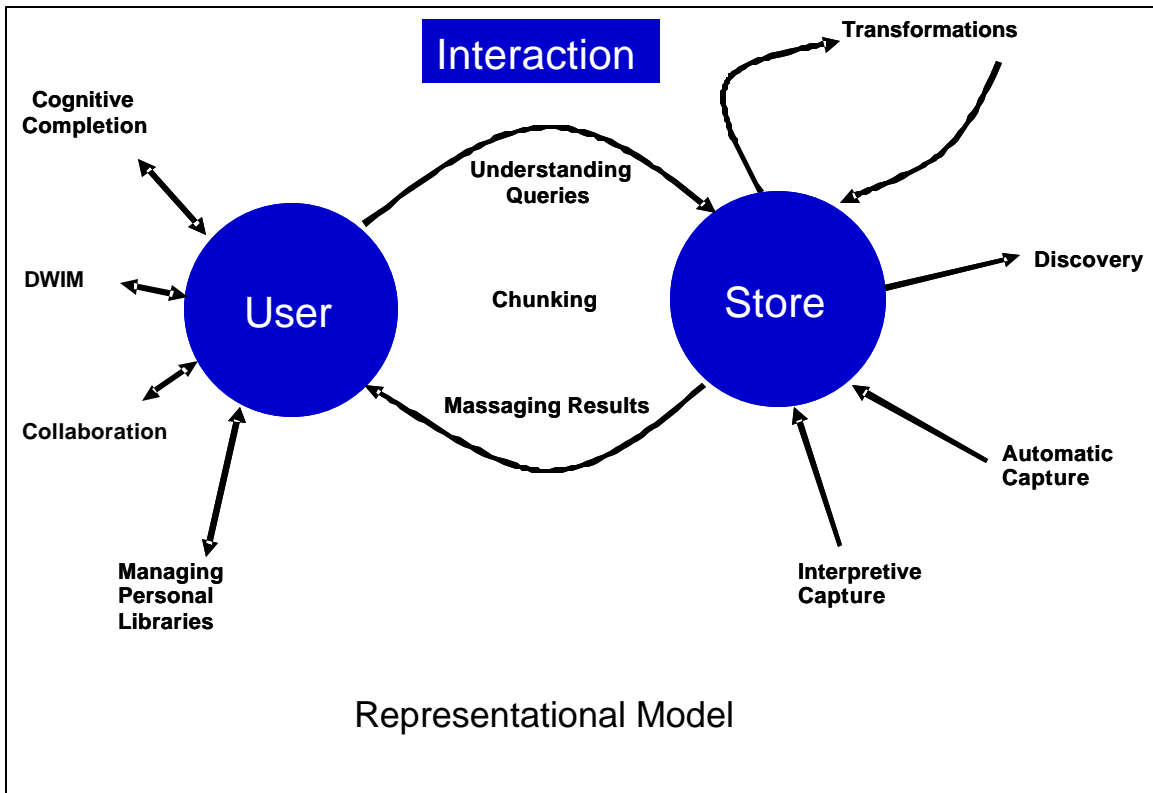 Interaction
Transformations
Cognitive
Completion
Understanding
Queries
DWIM
User
Chunking
Store
Discovery
Collaboration
Massaging Results
Automatic
Capture
Managing
Personal
Libraries
Interpretive
Capture
Representational Model